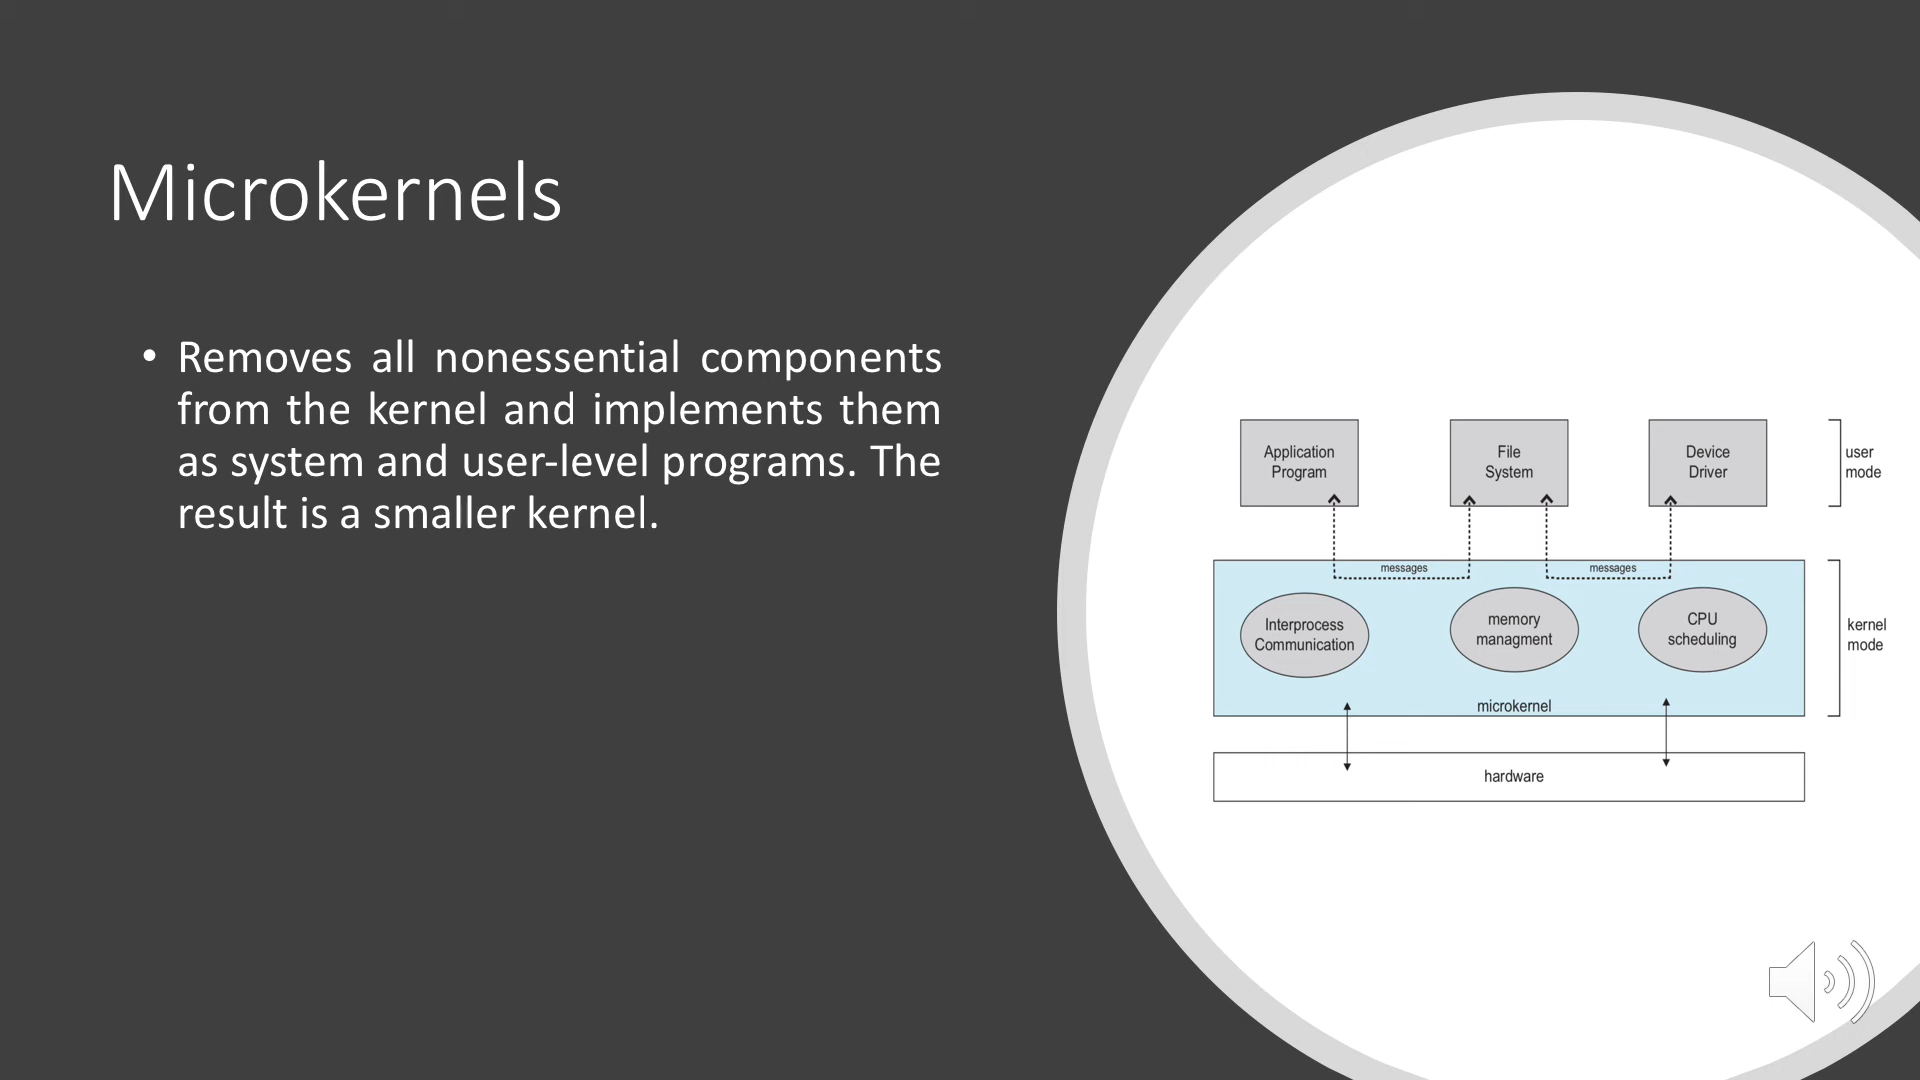 Microkernels
• Removes all nonessential components
from the kernel and implements them
as system and user-level programs. The
result is a smaller kernel.
Application
Program
File
System
Device
Driver
user
mode
messages
messages
Interprocess
Communication
memory
managment
CPU
scheduling
kernel
mode
microkernel
hardware